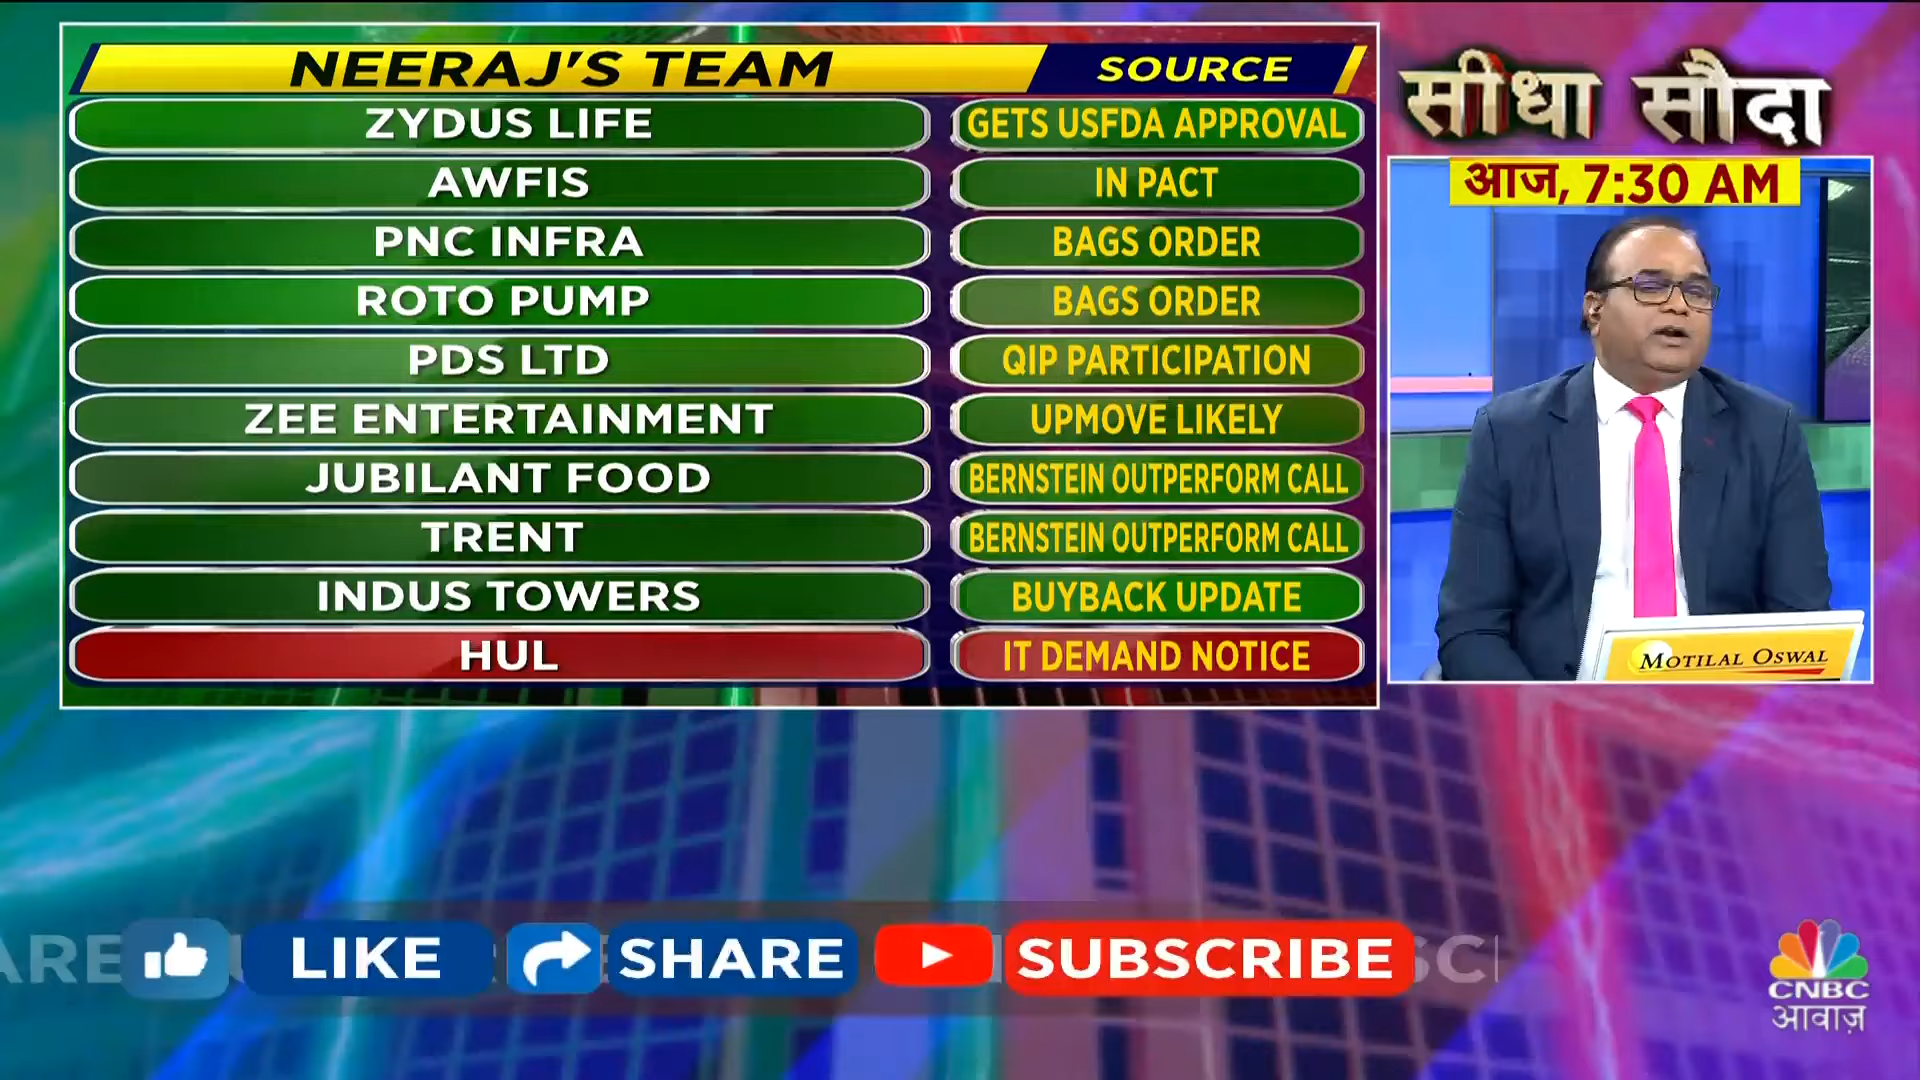 NEERAJ'S TEAM SOURCE
ZYDUS LIFE GETS USFDA APPROVAL
AWFIS IN PACT
PNC INFRA BAGS ORDER
ROTO PUMP BAGS ORDER
PDS LTD QIP PARTICIPATION
ZEE ENTERTAINMENT UPMOVE LIKELY
JUBILANT FOOD BERNSTEIN OUTPERFORM CALL
TRENT BERNSTEIN OUTPERFORM CALL
INDUS TOWERS BUYBACK UPDATE
HUL IT DEMAND NOTICE
सीधा सौदा
आज, 7:30 AM
MOTILAL OSWAL
LIKE SHARE SUBSCRIBE
CNBC
आवाज़